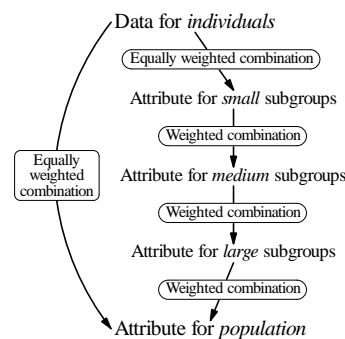 Data for individuals
Equally weighted combination
Attribute for small subgroups
Weighted combination
Equally
weighted
combination
Attribute for medium subgroups
Weighted combination
Attribute for large subgroups
Weighted combination
Attribute for population